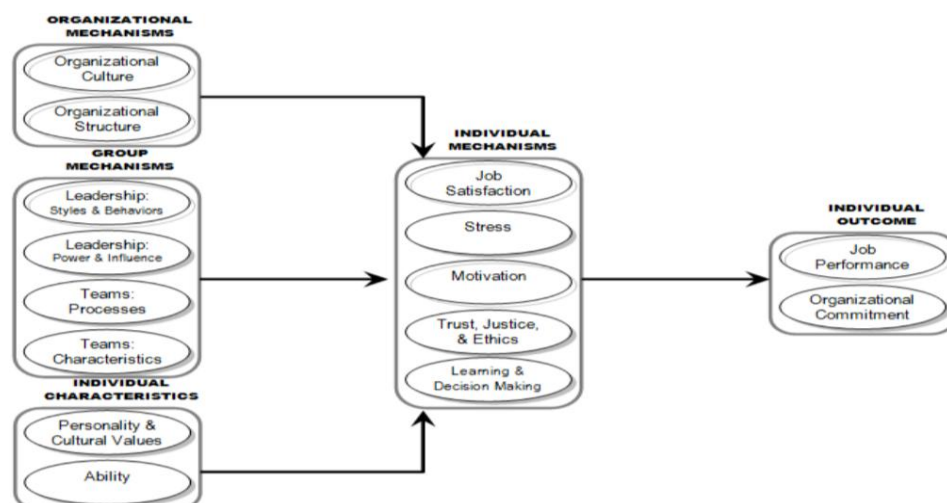 ORGANIZATIONAL
MECHANISMS
Organizational
Culture
Organizational
Structure
GROUP
MECHANISMS
Leadership:
Styles & Behaviors
Leadership:
Power & Influence
Teams:
Processes
Teams:
Characteristics
INDIVIDUAL
CHARACTERISTICS
Personality &
Cultural Values
Ability
INDIVIDUAL
MECHANISMS
Job
Satisfaction
Stress
Motivation
Trust, Justice,
& Ethics
Learning &
Decision Making
INDIVIDUAL
OUTCOME
Job
Performance
Organizational
Commitment